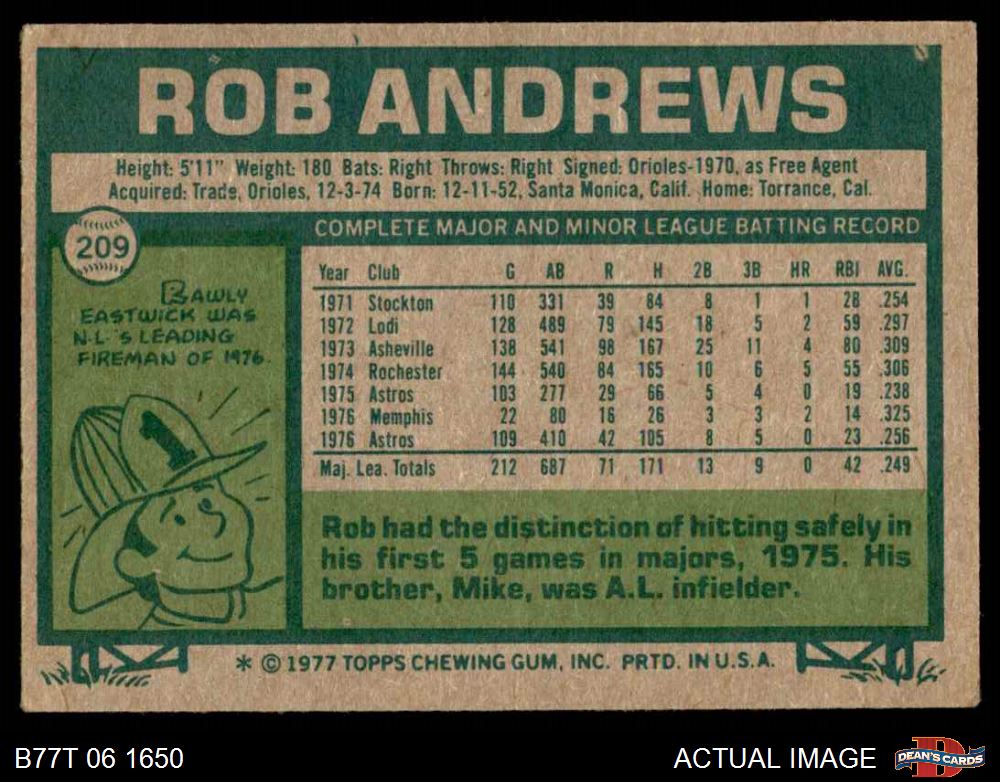 ROB ANDREWS
Height: 5'11" Weight: 180 Bats: Right Throws: Right Signed: Orioles-1970, as Free Agent
Acquired: Trade, Orioles, 12-3-74 Born: 12-11-52, Santa Monica, Calif. Home: Torrance, Cal.
209
RAWLY
EASTWICK WAS
N.L.'S LEADING
FIREMAN OF 1976.
1
COMPLETE MAJOR AND MINOR LEAGUE BATTING RECORD
Year Club G AB R H 2B 3B HR RBI AVG.
1971 Stockton 110 331 39 84 8 1 1 28 .254
1972 Lodi 128 489 79 145 18 5 2 59 .297
1973 Asheville 138 541 98 167 25 11 4 80 .309
1974 Rochester 144 540 84 165 10 6 5 55 .306
1975 Astros 103 277 29 66 5 4 0 19 .238
1976 Memphis 22 80 16 26 3 3 2 14 .325
1976 Astros 109 410 42 105 8 5 0 23 .256
Maj. Lea. Totals 212 687 71 171 13 9 0 42 .249
Rob had the distinction of hitting safely in
his first 5 games in majors, 1975. His
brother, Mike, was A.L. infielder.
* © 1977 TOPPS CHEWING GUM, INC. PRTD. IN U.S.A.
B77T 06 1650
ACTUAL IMAGE
D
DEAN'S CARDS